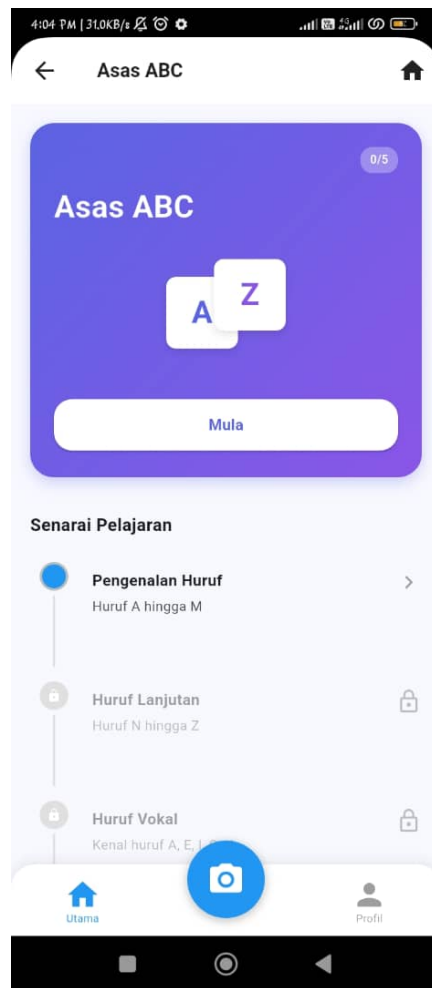 4:04 PM | 31.0KB/s
4G
Asas ABC
0/5
Asas ABC
A Z
Mula
Senarai Pelajaran
Pengenalan Huruf
Huruf A hingga M
Huruf Lanjutan
Huruf N hingga Z
Huruf Vokal
Kenal huruf A, E, I,
Utama
Profil